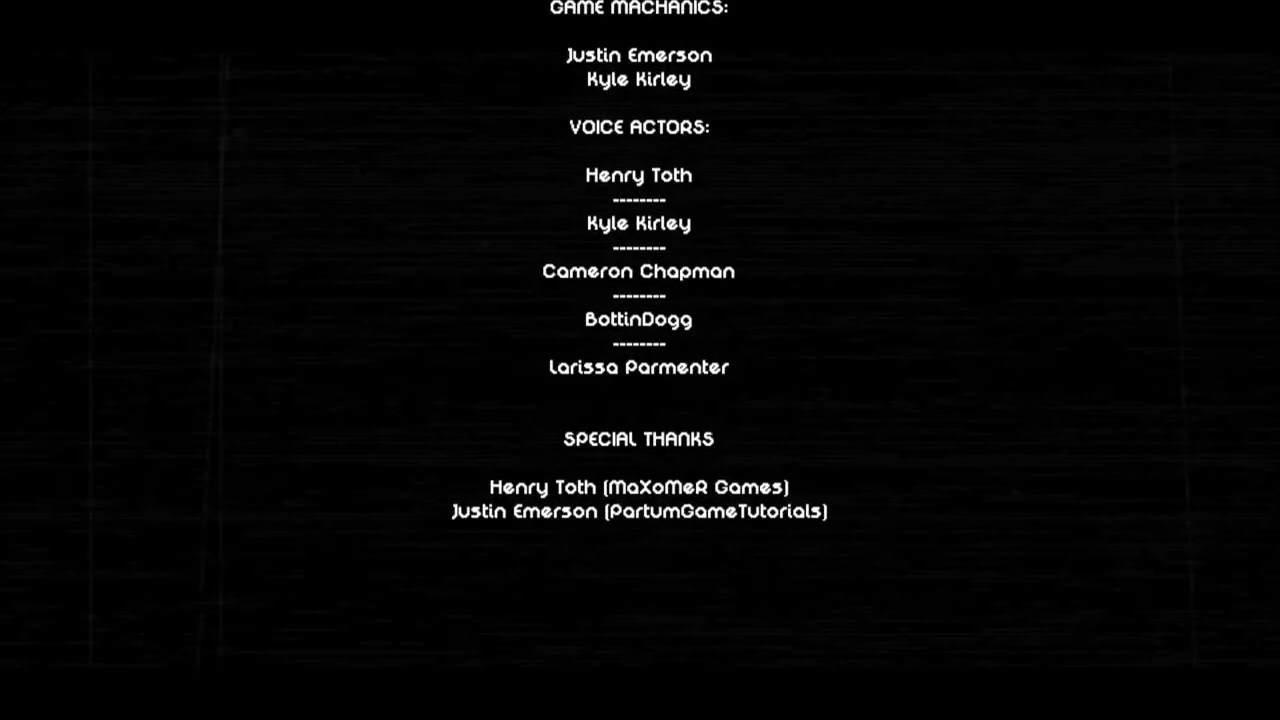 GAME MACHANICS:
Justin Emerson
Kyle Kirley
VOICE ACTORS:
Henry Toth
--------
Kyle Kirley
--------
Cameron Chapman
--------
BottinDogg
--------
Larissa Parmenter
SPECIAL THANKS
Henry Toth (MaXoMeR Games)
Justin Emerson (PartumGameTutorials)